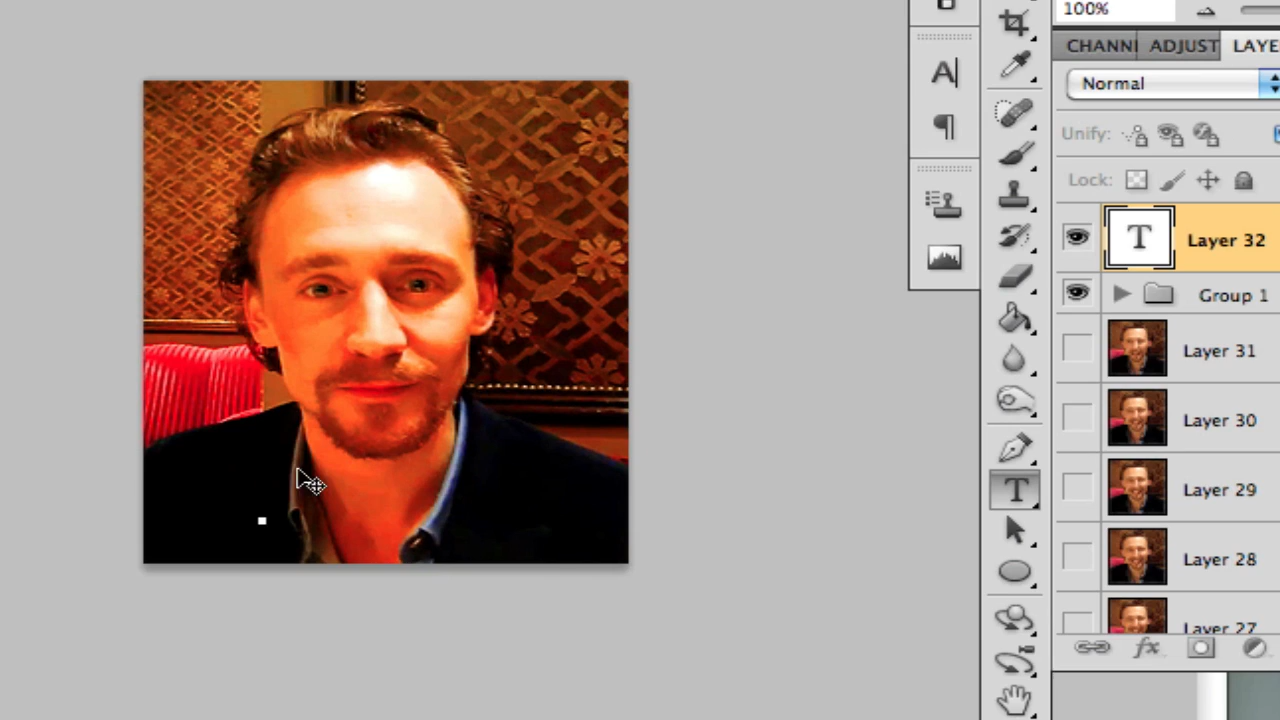 100%
CHANNI ADJUST LAYE
Normal
Unify:
Lock:
T Layer 32
Group 1
Layer 31
Layer 30
Layer 29
Layer 28
Layer 27
fx
A
T